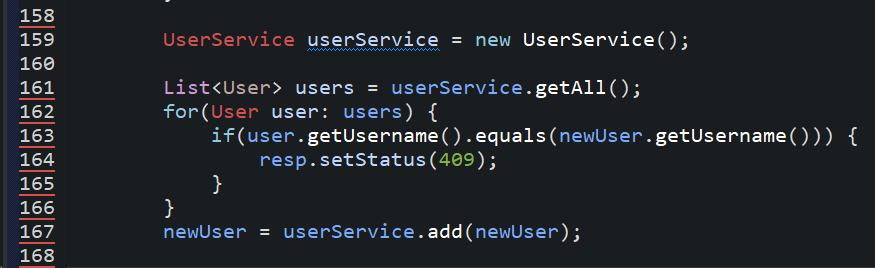 158
159 UserService userService = new UserService();
160
161 List<User> users = userService.getAll();
162 for(User user: users) {
163 if(user.getUsername().equals(newUser.getUsername())) {
164 resp.setStatus(409);
165 }
166 }
167 newUser = userService.add(newUser);
168